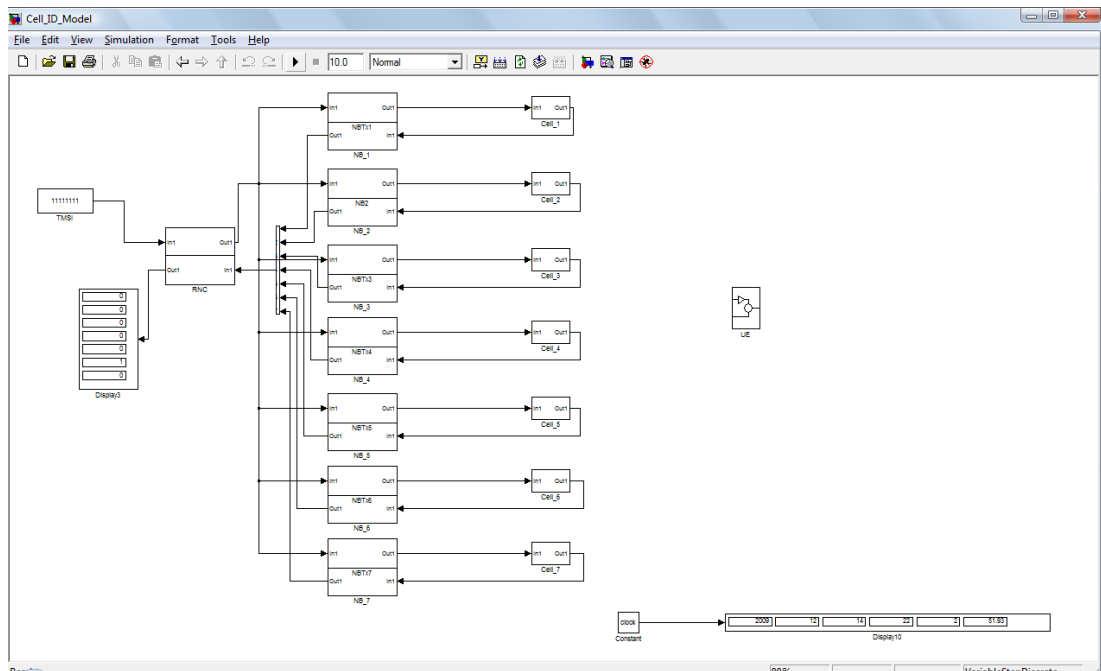 Cell_ID_Model
File Edit View Simulation Format Tools Help
10.0 Normal
In1 Out1
NBTx1
Out1 In1
NB_1
In1 Out1
Cell_1
In1 Out1
NB2
Out1 In1
NB_2
In1 Out1
Cell_2
11111111
TMSI
In1 Out1
Out1 In1
RNC
In1 Out1
NBTx3
Out1 In1
NB_3
In1 Out1
Cell_3
0
0
0
0
0
1
0
Display3
UE
In1 Out1
NBTx4
Out1 In1
NB_4
In1 Out1
Cell_4
In1 Out1
NBTx5
Out1 In1
NB_5
In1 Out1
Cell_5
In1 Out1
NBTx6
Out1 In1
NB_6
In1 Out1
Cell_6
In1 Out1
NBTx7
Out1 In1
NB_7
In1 Out1
Cell_7
clock
Constant
2009 12 14 22 2 51.93
Display10